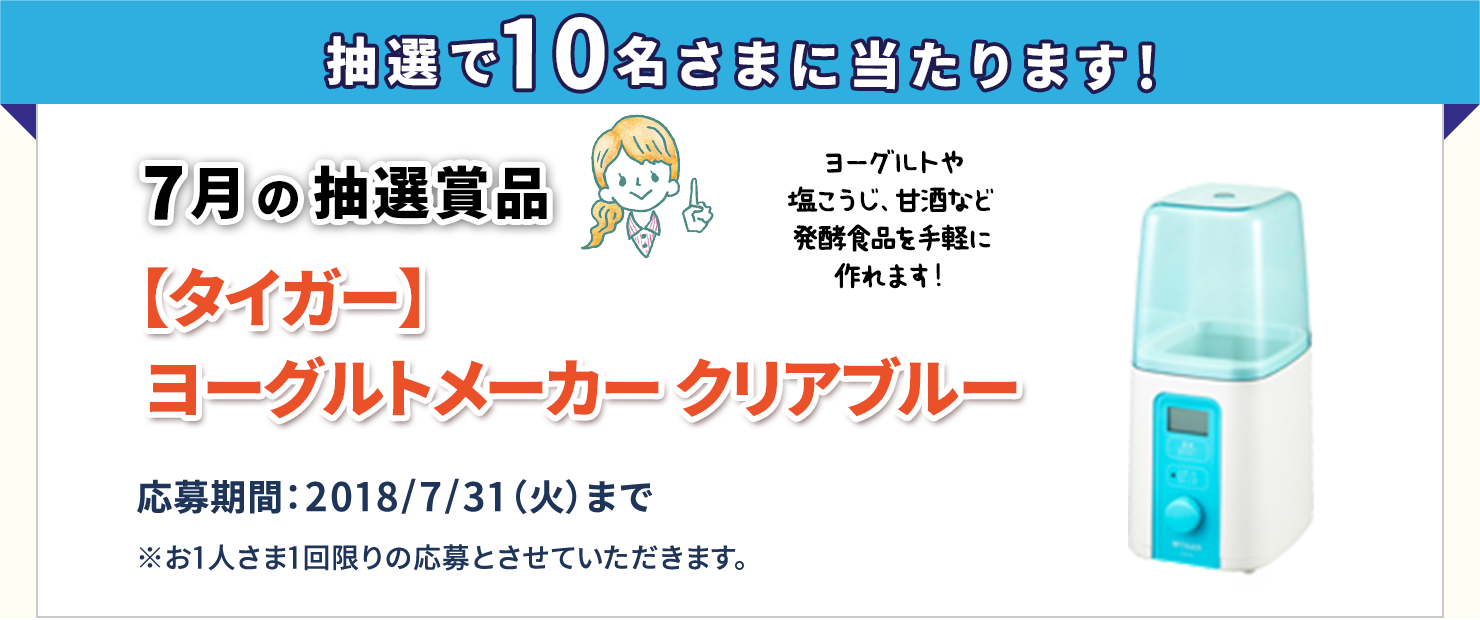 抽選で10名さまに当たります!
7月の抽選賞品
ヨーグルトや
塩こうじ、甘酒など
発酵食品を手軽に
作れます!
【タイガー】
ヨーグルトメーカー クリアブルー
応募期間:2018/7/31(火)まで
※お1人さま1回限りの応募とさせていただきます。